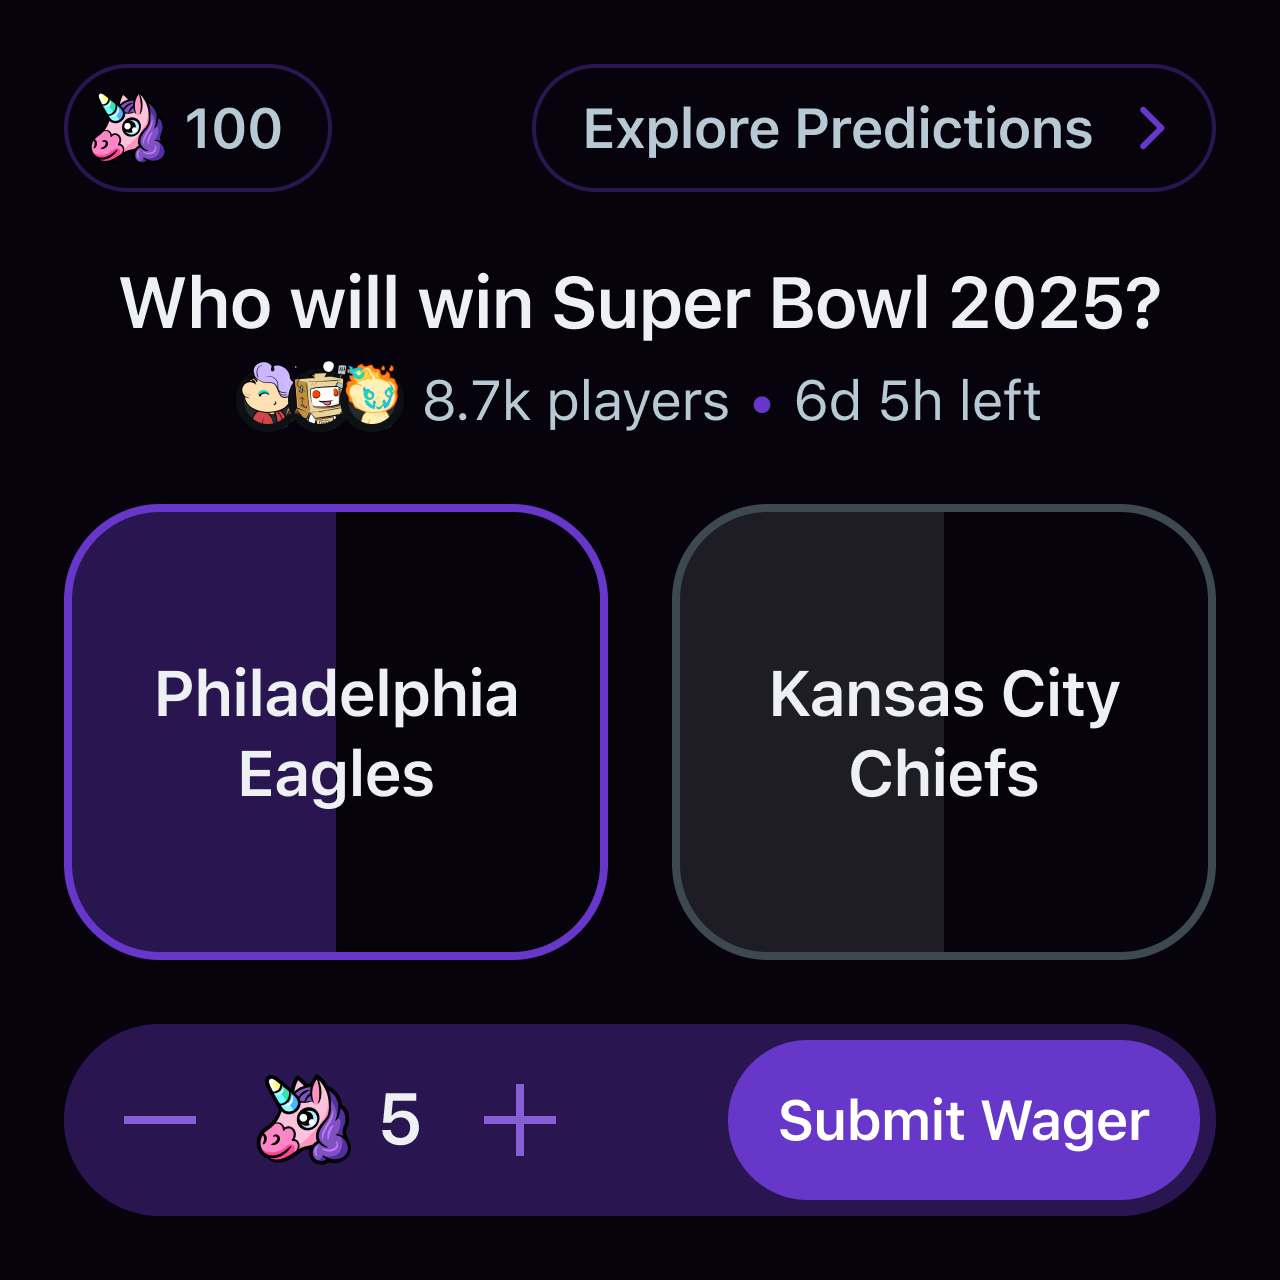 100
Explore Predictions
Who will win Super Bowl 2025?
8.7k players • 6d 5h left
Philadelphia
Eagles
Kansas City
Chiefs
5
Submit Wager